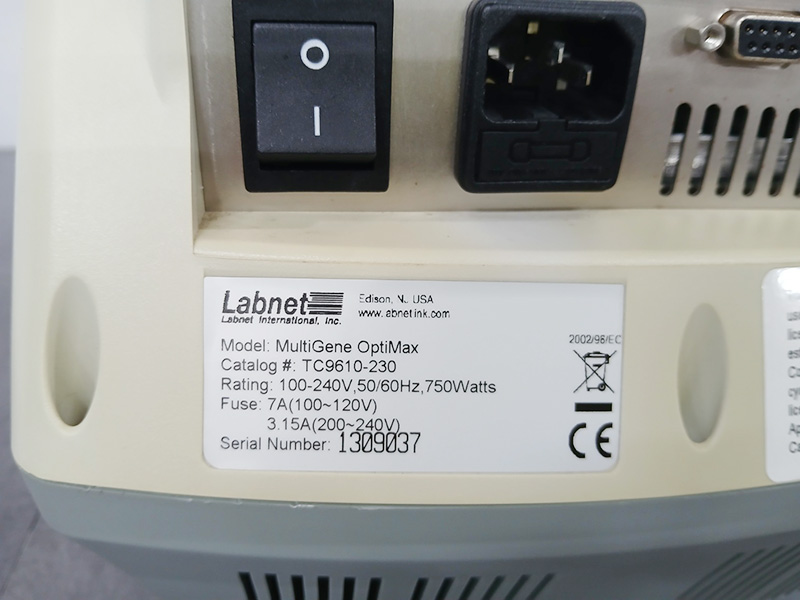 O
I
Labnet
Labnet International, Inc.
Edison, NJ USA
www.labnetlink.com
Model: MultiGene OptiMax
Catalog #: TC9610-230
Rating: 100-240V,50/60Hz,750Watts
Fuse: 7A(100~120V)
3.15A(200~240V)
Serial Number: 1309037
2002/96/EC
CE